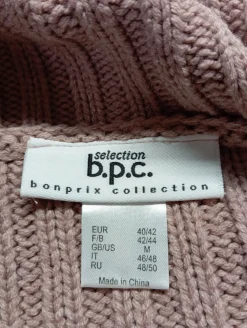 selection
b.p.c.
bonprix collection
EUR 40/42
F/B 42/44
GB/US M
IT 46/48
RU 48/50
Made in China